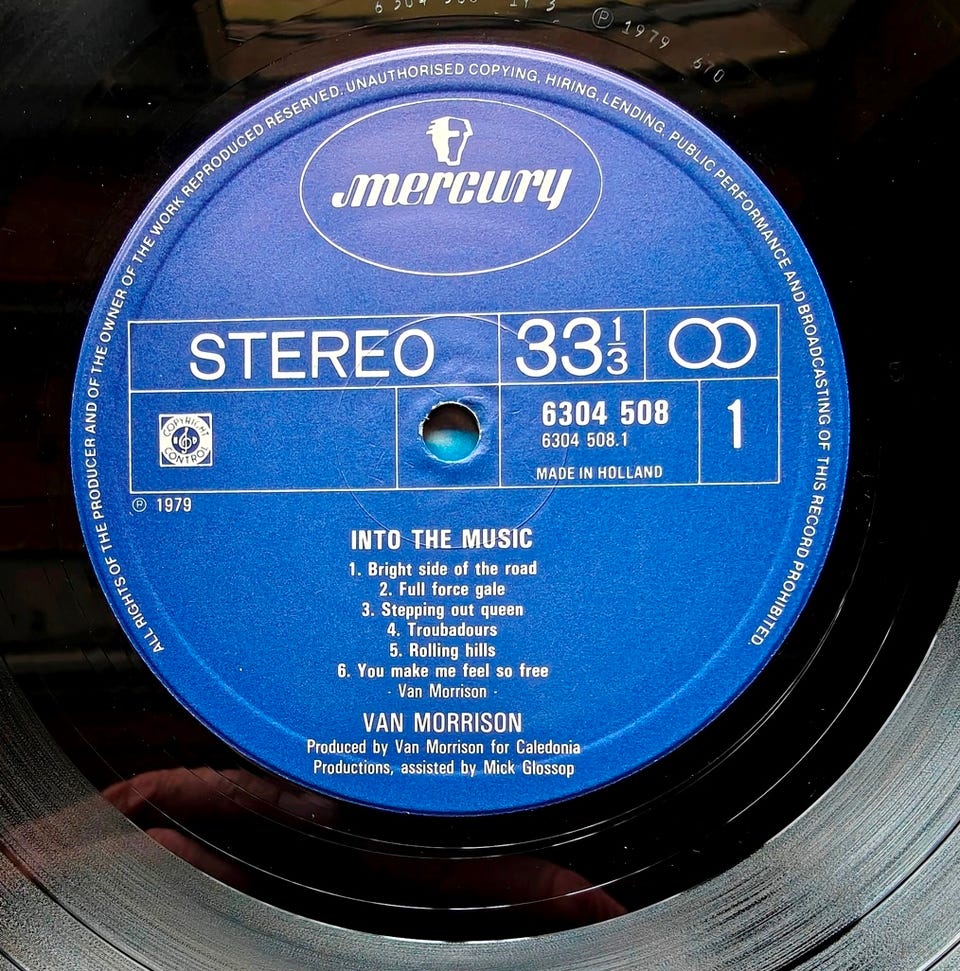 ℗ 1979
670
ALL RIGHTS OF THE PRODUCER AND OF THE OWNER OF THE WORK REPRODUCED RESERVED. UNAUTHORISED COPYING, HIRING, LENDING, PUBLIC PERFORMANCE AND BROADCASTING OF THIS RECORD PROHIBITED.
mercury
STEREO 33 1/3
COPYRIGHT
CONTROL
6304 508 1
6304 508.1
MADE IN HOLLAND
℗ 1979
INTO THE MUSIC
1. Bright side of the road
2. Full force gale
3. Stepping out queen
4. Troubadours
5. Rolling hills
6. You make me feel so free
- Van Morrison -
VAN MORRISON
Produced by Van Morrison for Caledonia
Productions, assisted by Mick Glossop